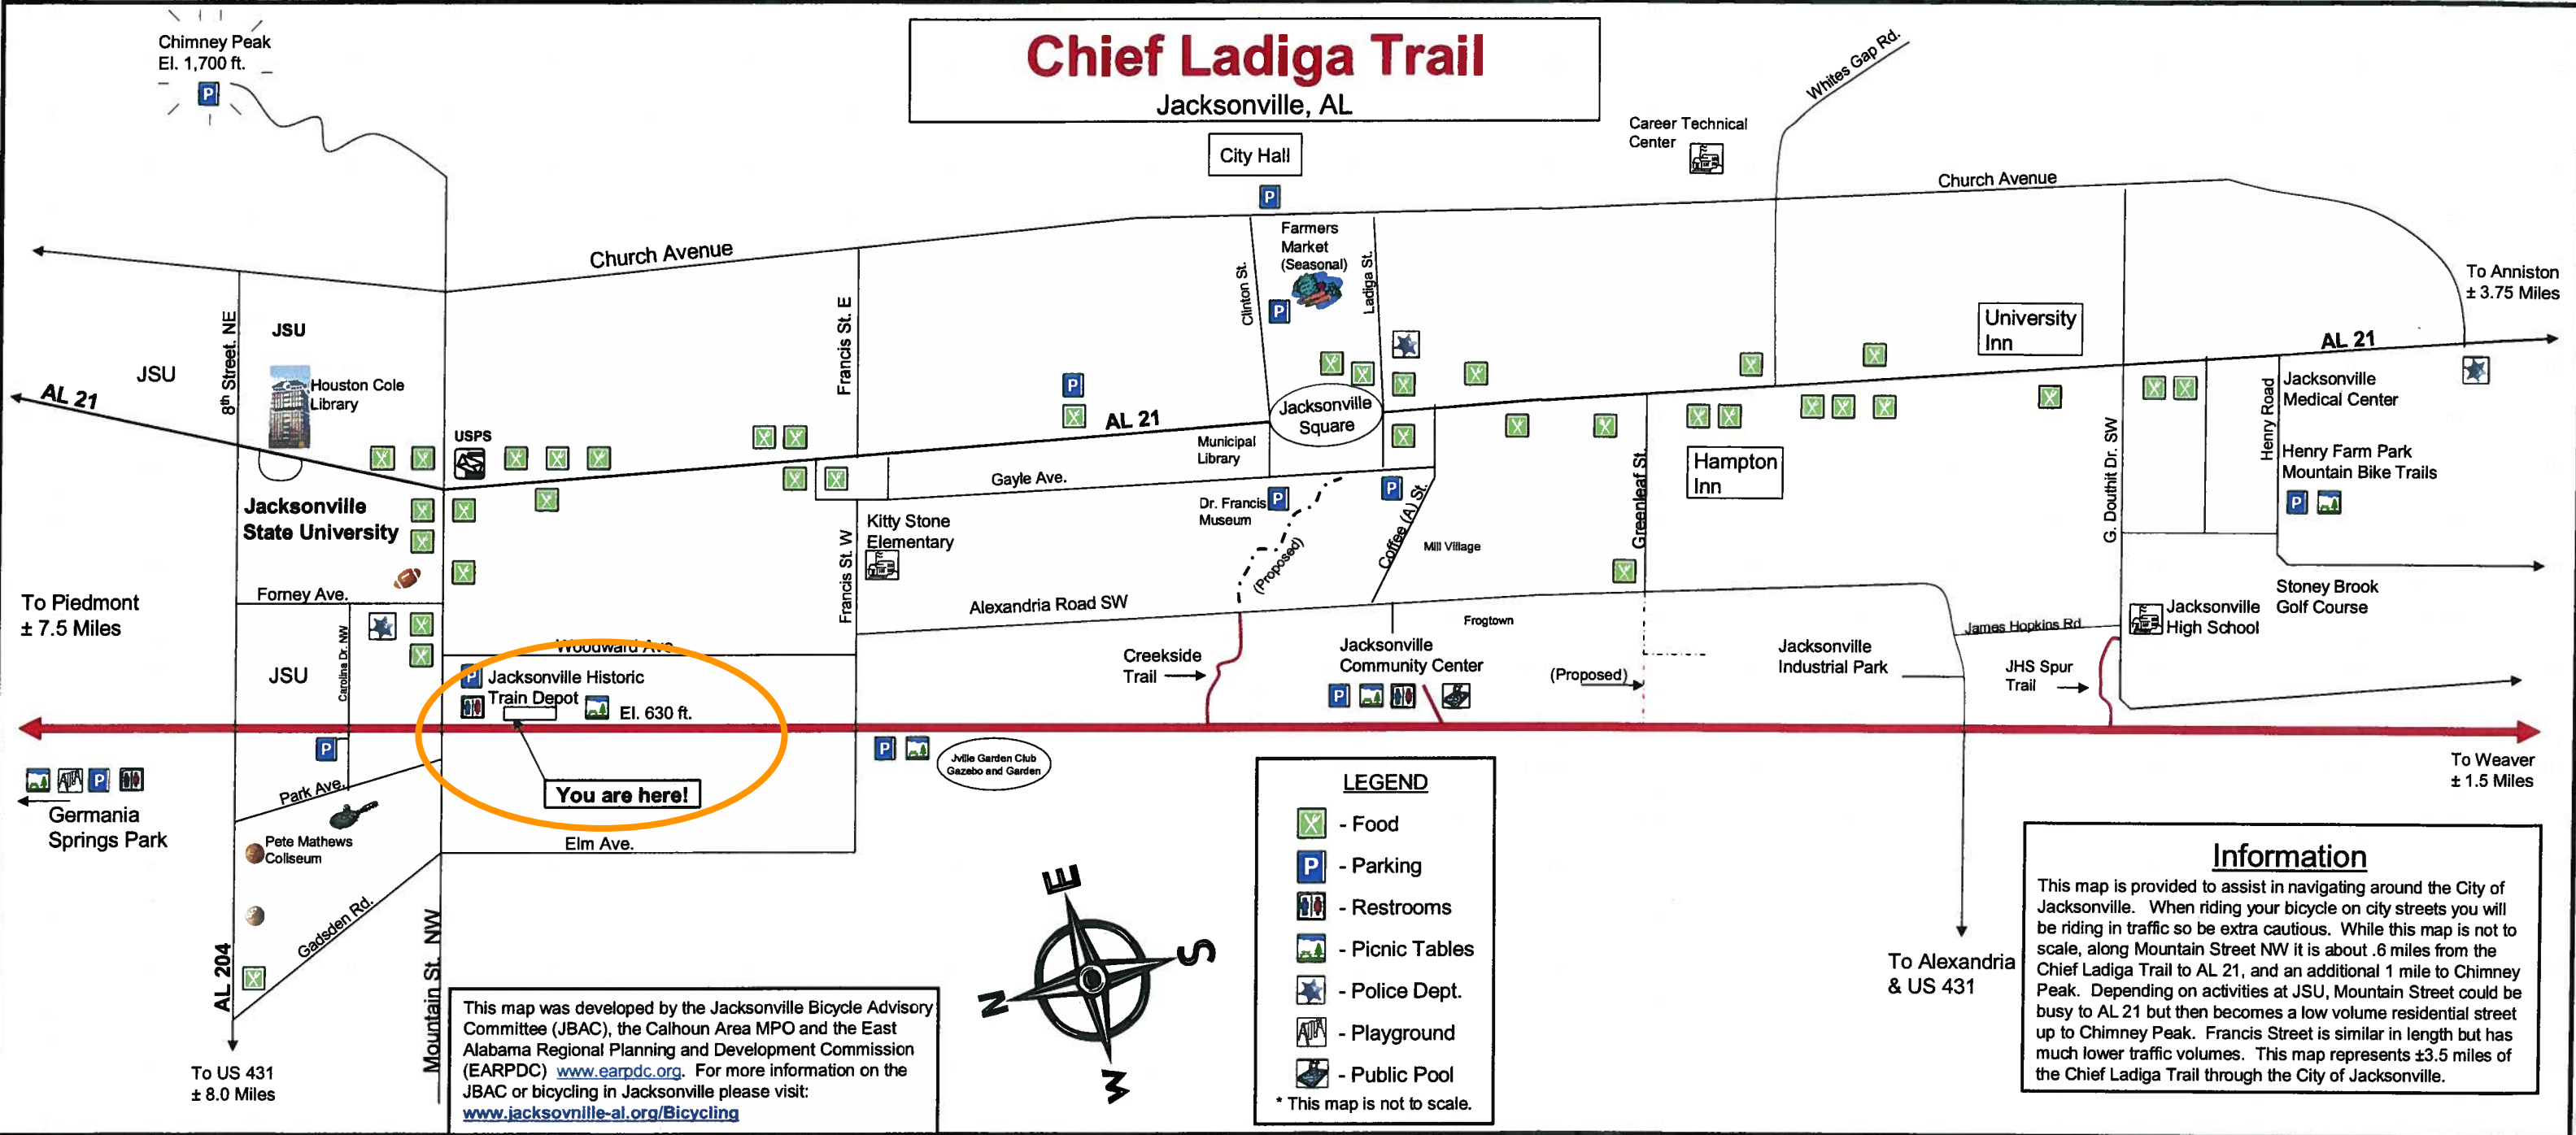 Chimney Peak
El. 1,700 ft.
P
Chief Ladiga Trail
Jacksonville, AL
City Hall
P
Career Technical
Center
Whites Gap Rd.
Church Avenue
Church Avenue
Farmers
Market
(Seasonal)
P
Clinton St.
Ladiga St.
Francis St. E
8th Street. NE
JSU
JSU
Houston Cole
Library
AL 21
USPS
P
AL 21
Jacksonville
Square
Municipal
Library
Gayle Ave.
University
Inn
AL 21
To Anniston
± 3.75 Miles
Henry Road
Jacksonville
Medical Center
Henry Farm Park
Mountain Bike Trails
P
Hampton
Inn
Greenleaf St.
G. Douthit Dr. SW
Jacksonville
State University
Kitty Stone
Elementary
Francis St. W
Dr. Francis
Museum
P
(Proposed)
P
Coffee (A) St.
Mill Village
Forney Ave.
To Piedmont
± 7.5 Miles
Carolina Dr. NW
JSU
Woodward Ave.
Alexandria Road SW
Frogtown
Stoney Brook
Golf Course
Jacksonville
High School
James Hopkins Rd.
P
Jacksonville Historic
Train Depot
El. 630 ft.
Creekside
Trail
Jacksonville
Community Center
P
(Proposed)
Jacksonville
Industrial Park
JHS Spur
Trail
P
P
Jville Garden Club
Gazebo and Garden
You are here!
To Weaver
± 1.5 Miles
P
Germania
Springs Park
Park Ave.
Pete Mathews
Coliseum
Elm Ave.
Gadsden Rd.
AL 204
Mountain St. NW
To US 431
± 8.0 Miles
This map was developed by the Jacksonville Bicycle Advisory
Committee (JBAC), the Calhoun Area MPO and the East
Alabama Regional Planning and Development Commission
(EARPDC) www.earpdc.org. For more information on the
JBAC or bicycling in Jacksonville please visit:
www.jacksovnille-al.org/Bicycling
E
S
N
W
LEGEND
- Food
P - Parking
- Restrooms
- Picnic Tables
- Police Dept.
- Playground
- Public Pool
* This map is not to scale.
To Alexandria
& US 431
Information
This map is provided to assist in navigating around the City of
Jacksonville. When riding your bicycle on city streets you will
be riding in traffic so be extra cautious. While this map is not to
scale, along Mountain Street NW it is about .6 miles from the
Chief Ladiga Trail to AL 21, and an additional 1 mile to Chimney
Peak. Depending on activities at JSU, Mountain Street could be
busy to AL 21 but then becomes a low volume residential street
up to Chimney Peak. Francis Street is similar in length but has
much lower traffic volumes. This map represents ±3.5 miles of
the Chief Ladiga Trail through the City of Jacksonville.